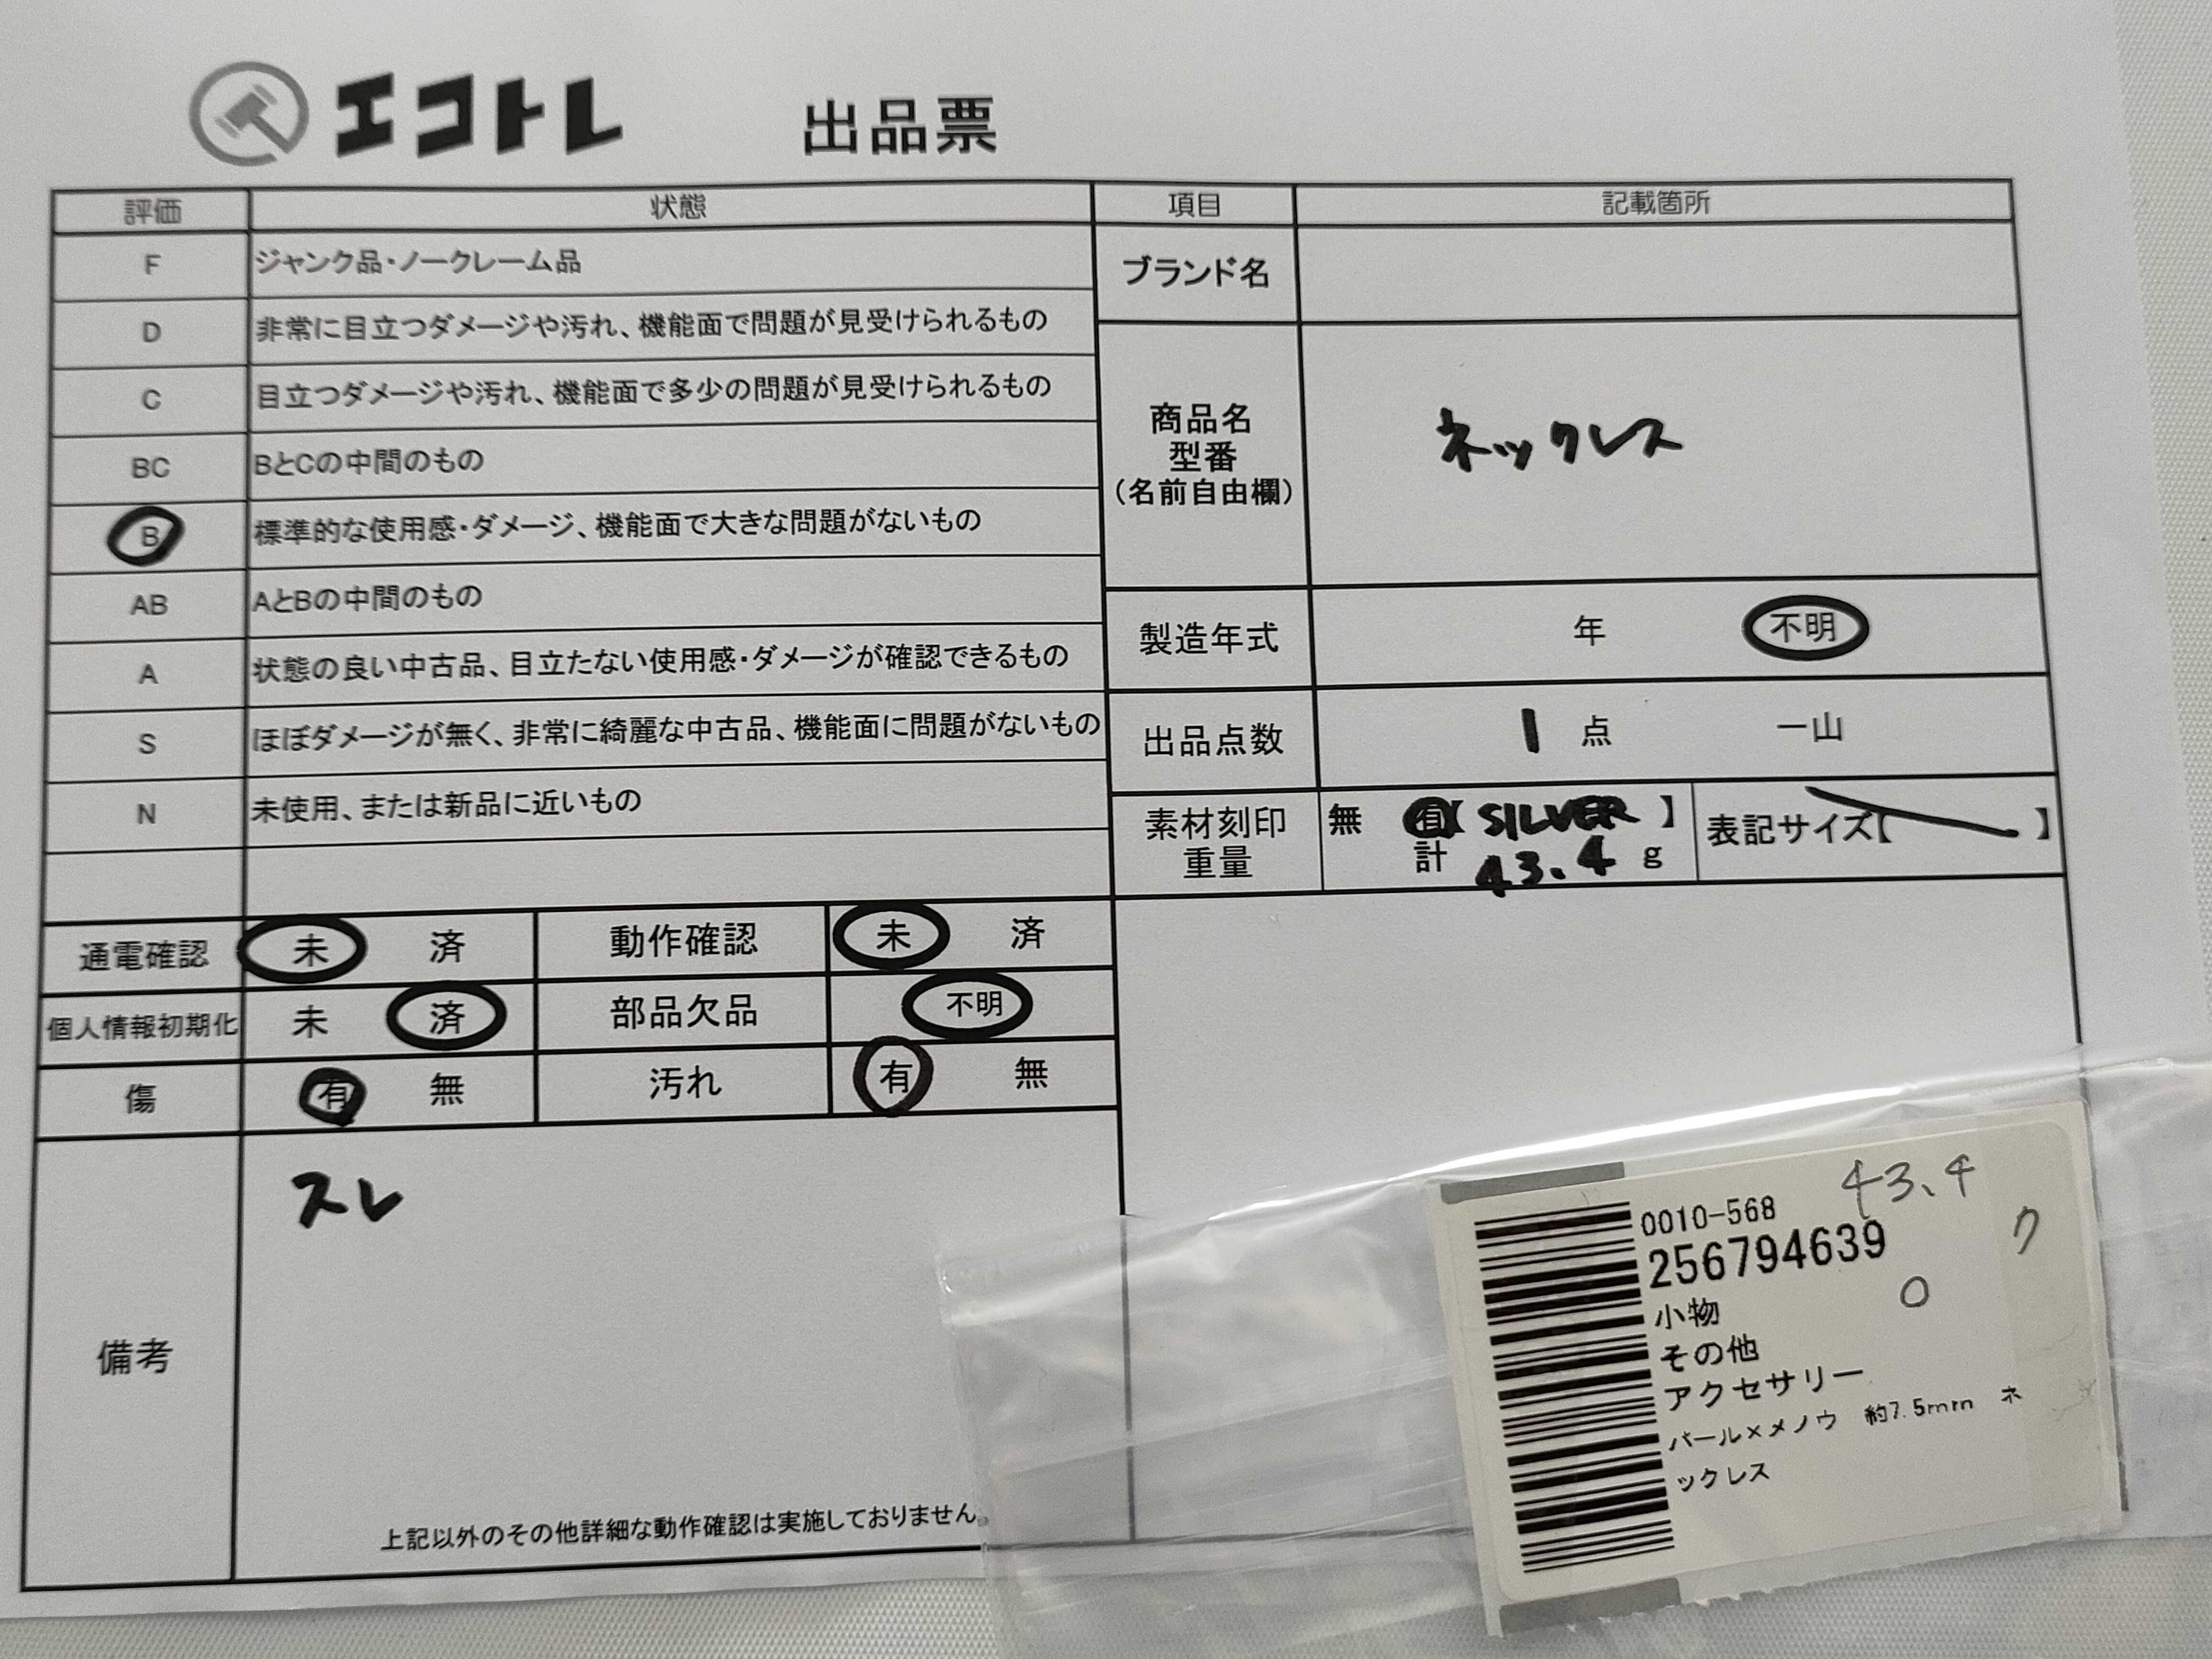 エコトレ 出品票
評価 状態 項目 記載箇所
F ジャンク品・ノークレーム品
D 非常に目立つダメージや汚れ、機能面で問題が見受けられるもの
C 目立つダメージや汚れ、機能面で多少の問題が見受けられるもの
BC BとCの中間のもの
B 標準的な使用感・ダメージ、機能面で大きな問題がないもの
AB AとBの中間のもの
A 状態の良い中古品、目立たない使用感・ダメージが確認できるもの
S ほぼダメージが無く、非常に綺麗な中古品、機能面に問題がないもの
N 未使用、または新品に近いもの
ブランド名
商品名
型番
(名前自由欄)
ネックレス
製造年式 年 不明
出品点数 1 点 一山
素材刻印
重量
無 有【 SILVER 】
計 43.4 g
表記サイズ【 】
通電確認 未 済 動作確認 未 済
個人情報初期化 未 済 部品欠品 不明
傷 有 無 汚れ 有 無
備考
スレ
上記以外のその他詳細な動作確認は実施しておりません。
43.4
ク
0010-568
256794639
小物
その他
アクセサリー
パール×メノウ 約7.5mm ネ
ックレス